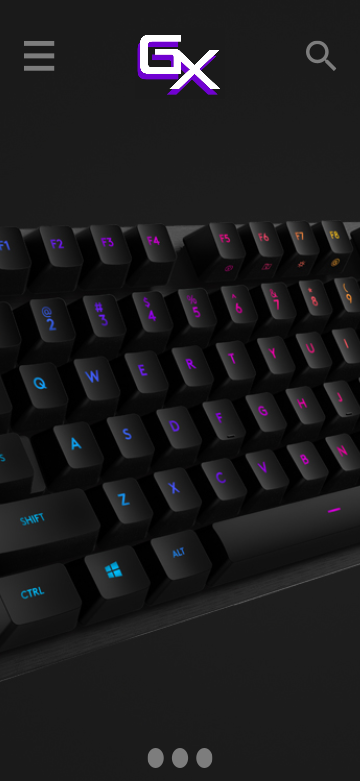 GX
F1 F2 F3 F4 F5 F6 F7 F8
@ # $ % ^ & * (
2 3 4 5 6 7 8 9
Q W E R T Y U I
A S D F G H J
SHIFT Z X C V B N
CTRL ALT